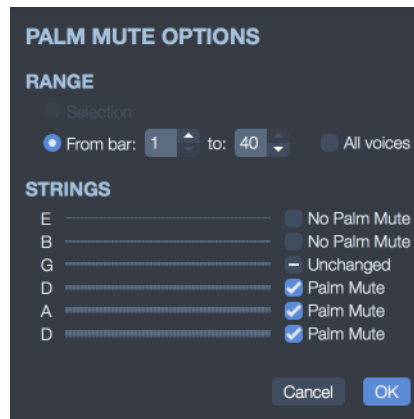 PALM MUTE OPTIONS
RANGE
Selection
From bar: 1 to: 40 All voices
STRINGS
E No Palm Mute
B No Palm Mute
G Unchanged
D Palm Mute
A Palm Mute
D Palm Mute
Cancel OK